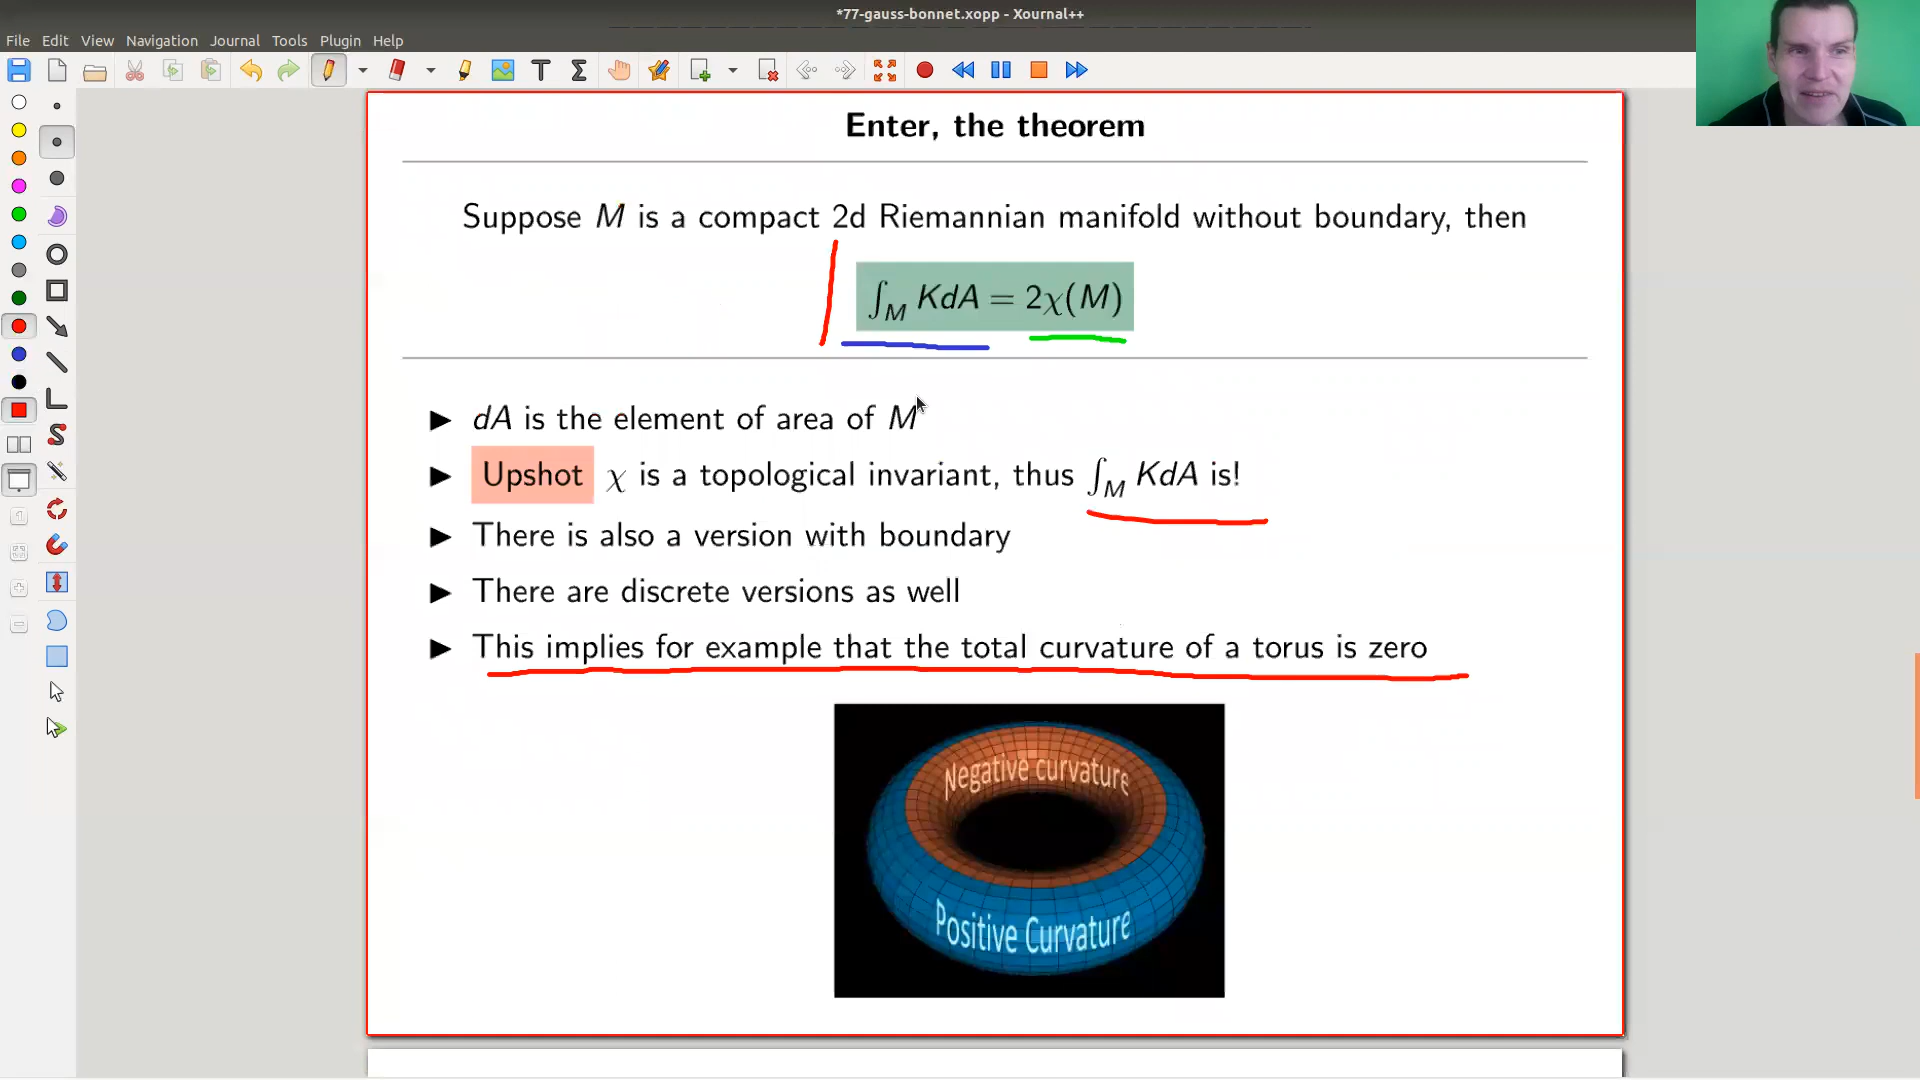 *77-gauss-bonnet.xopp - Xournal++
File Edit View Navigation Journal Tools Plugin Help
Enter, the theorem
Suppose M is a compact 2d Riemannian manifold without boundary, then
∫_M KdA = 2χ(M)
▶ dA is the element of area of M
▶ Upshot χ is a topological invariant, thus ∫_M KdA is!
▶ There is also a version with boundary
▶ There are discrete versions as well
▶ This implies for example that the total curvature of a torus is zero
Negative curvature
Positive Curvature